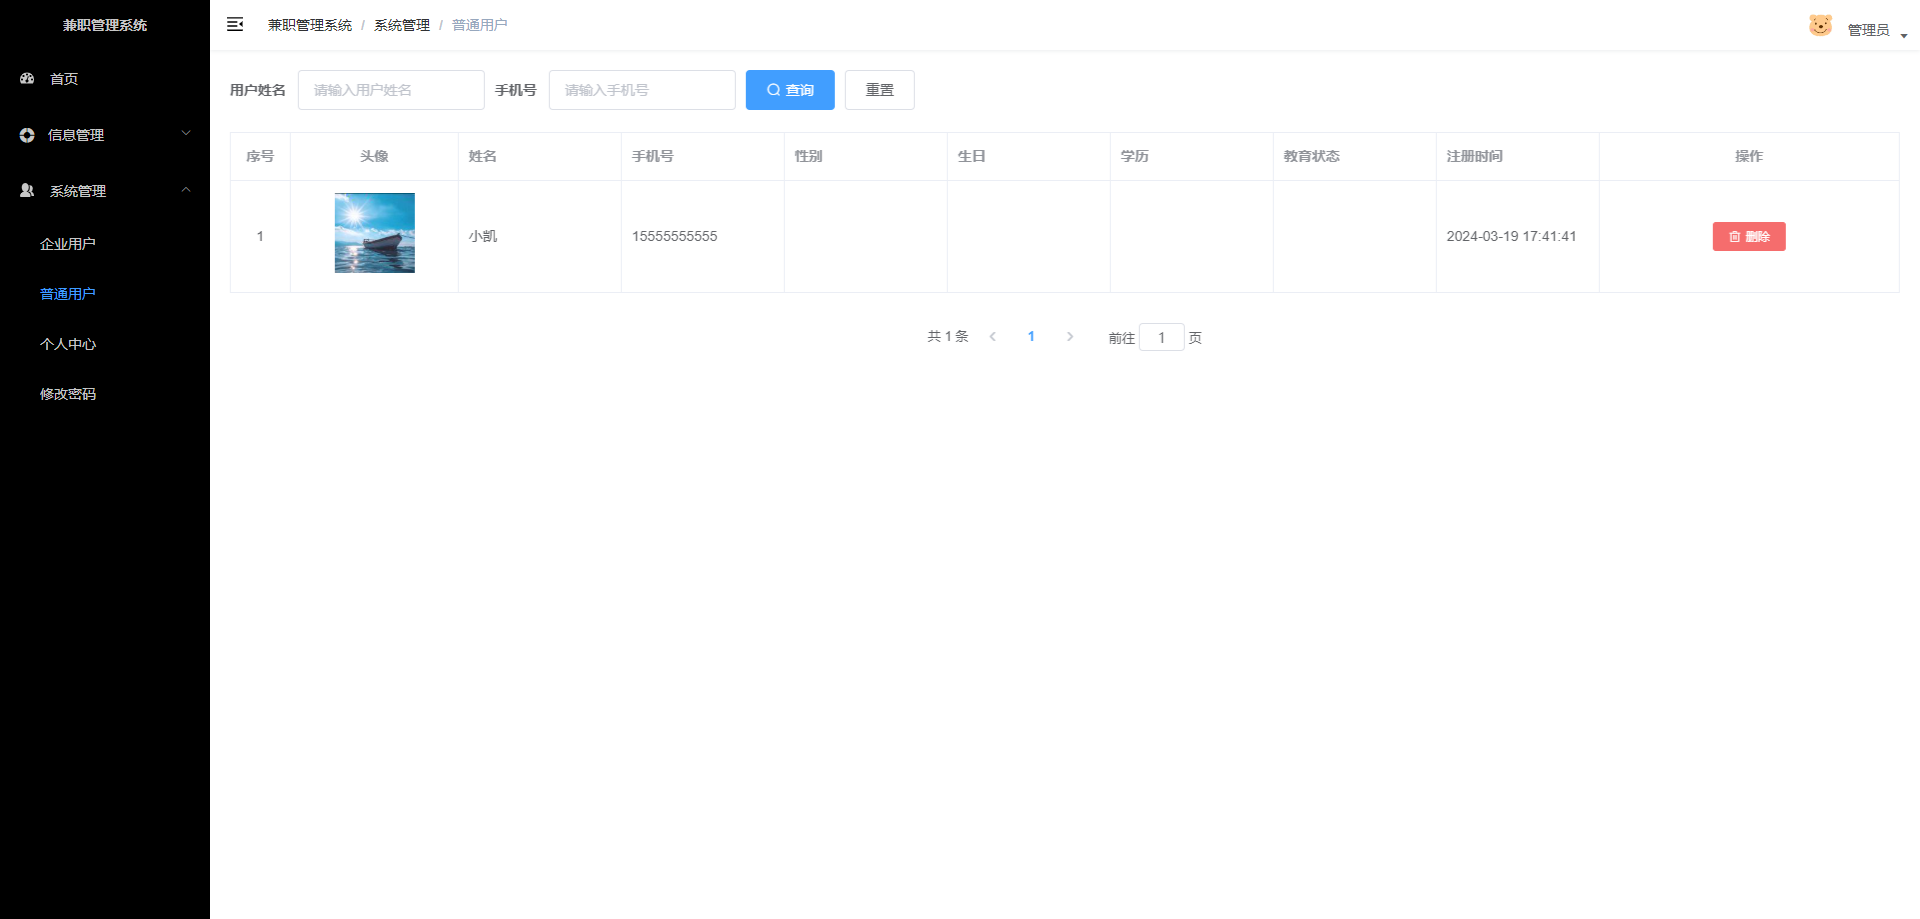 兼职管理系统
首页
信息管理
系统管理
企业用户
普通用户
个人中心
修改密码
兼职管理系统 / 系统管理 / 普通用户
管理员
用户姓名 请输入用户姓名 手机号 请输入手机号 查询 重置
序号 头像 姓名 手机号 性别 生日 学历 教育状态 注册时间 操作
1 小凯 15555555555 2024-03-19 17:41:41 删除
共 1 条 1 前往 1 页